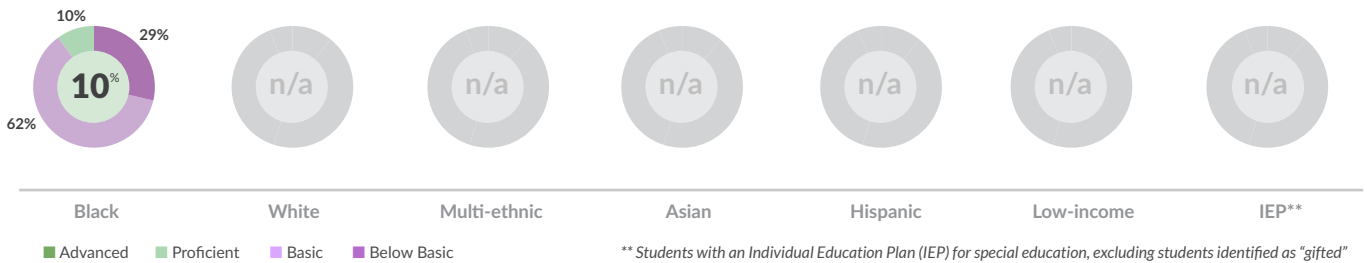 10%
29%
10%
n/a
n/a
n/a
n/a
n/a
n/a
62%
Black
White
Multi-ethnic
Asian
Hispanic
Low-income
IEP**
Advanced
Proficient
Basic
Below Basic
** Students with an Individual Education Plan (IEP) for special education, excluding students identified as “gifted”